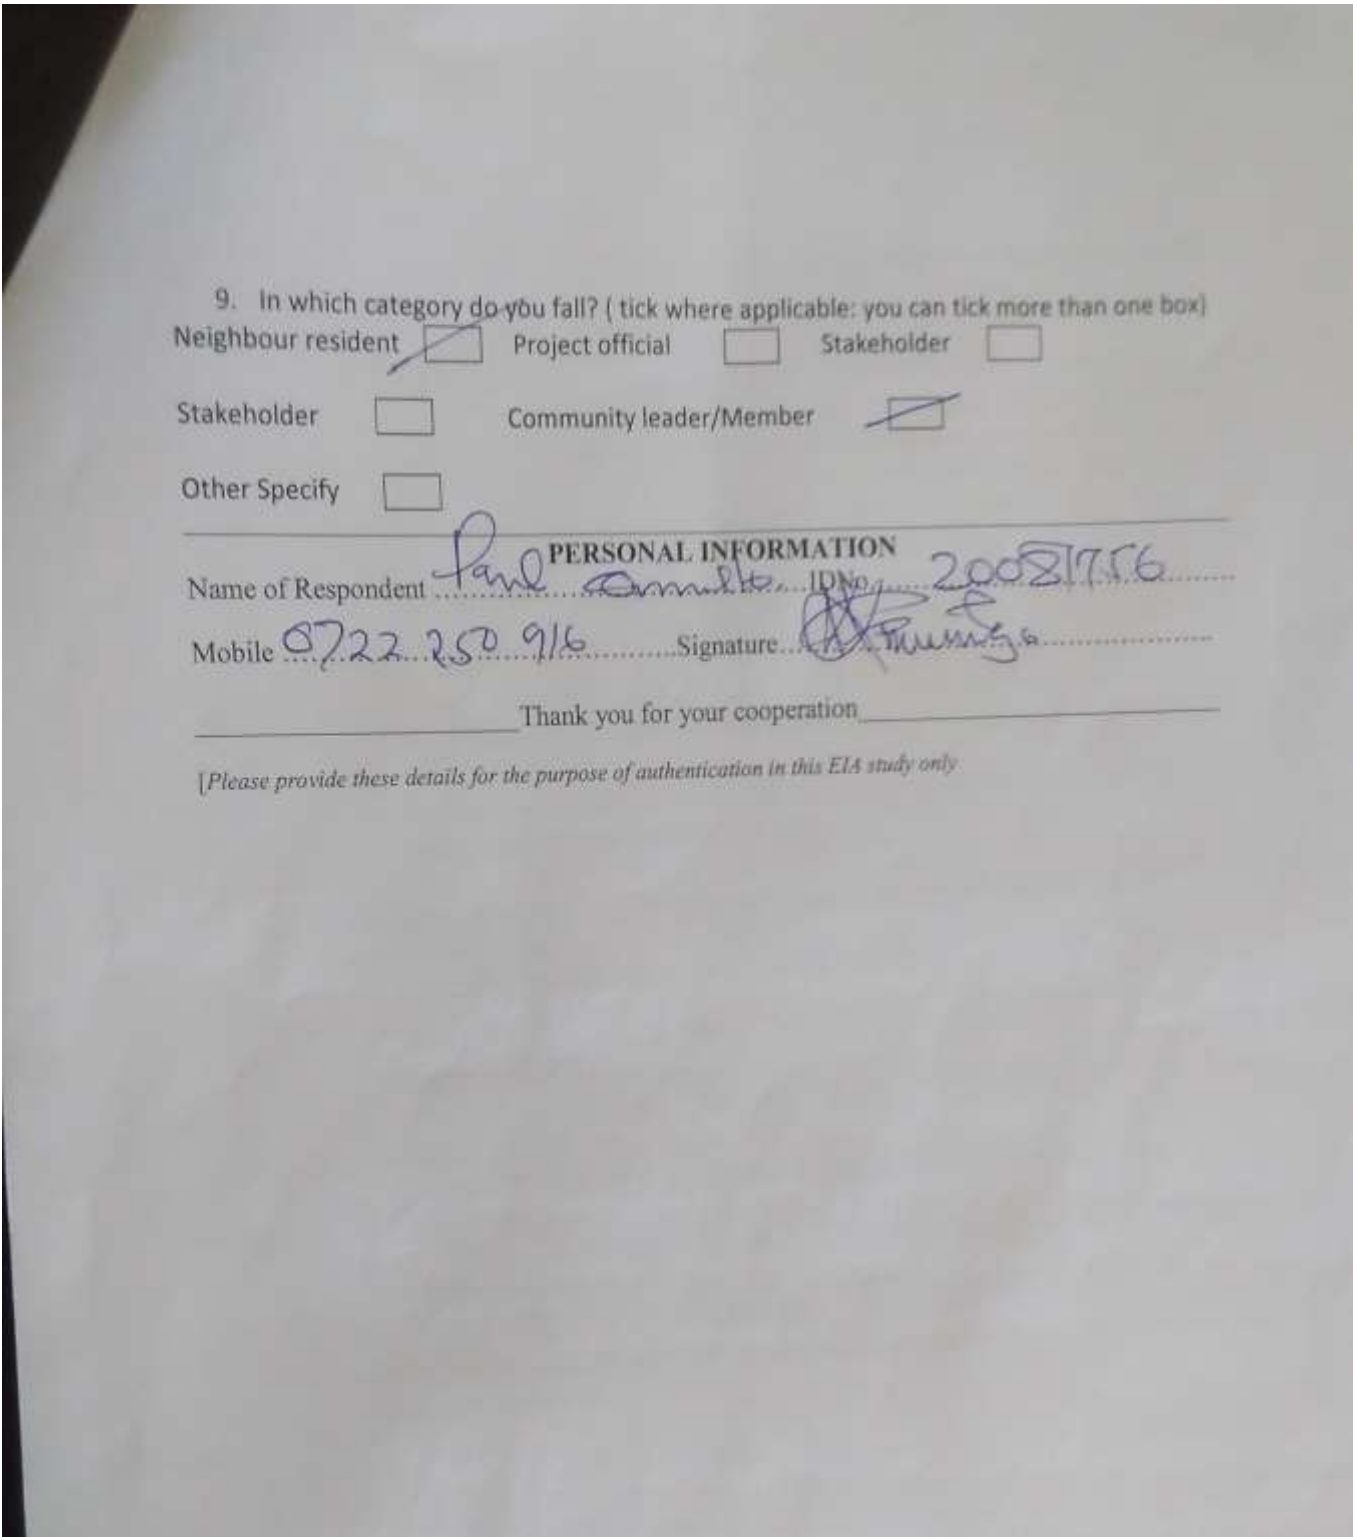 9. In which category do you fall? ( tick where applicable: you can tick more than one box)
Neighbour resident Project official Stakeholder
Stakeholder Community leader/Member
Other Specify
PERSONAL INFORMATION
Name of Respondent Paul IDNo. 20081756
Mobile 0722 250 916 Signature
Thank you for your cooperation
[Please provide these details for the purpose of authentication in this EIA study only